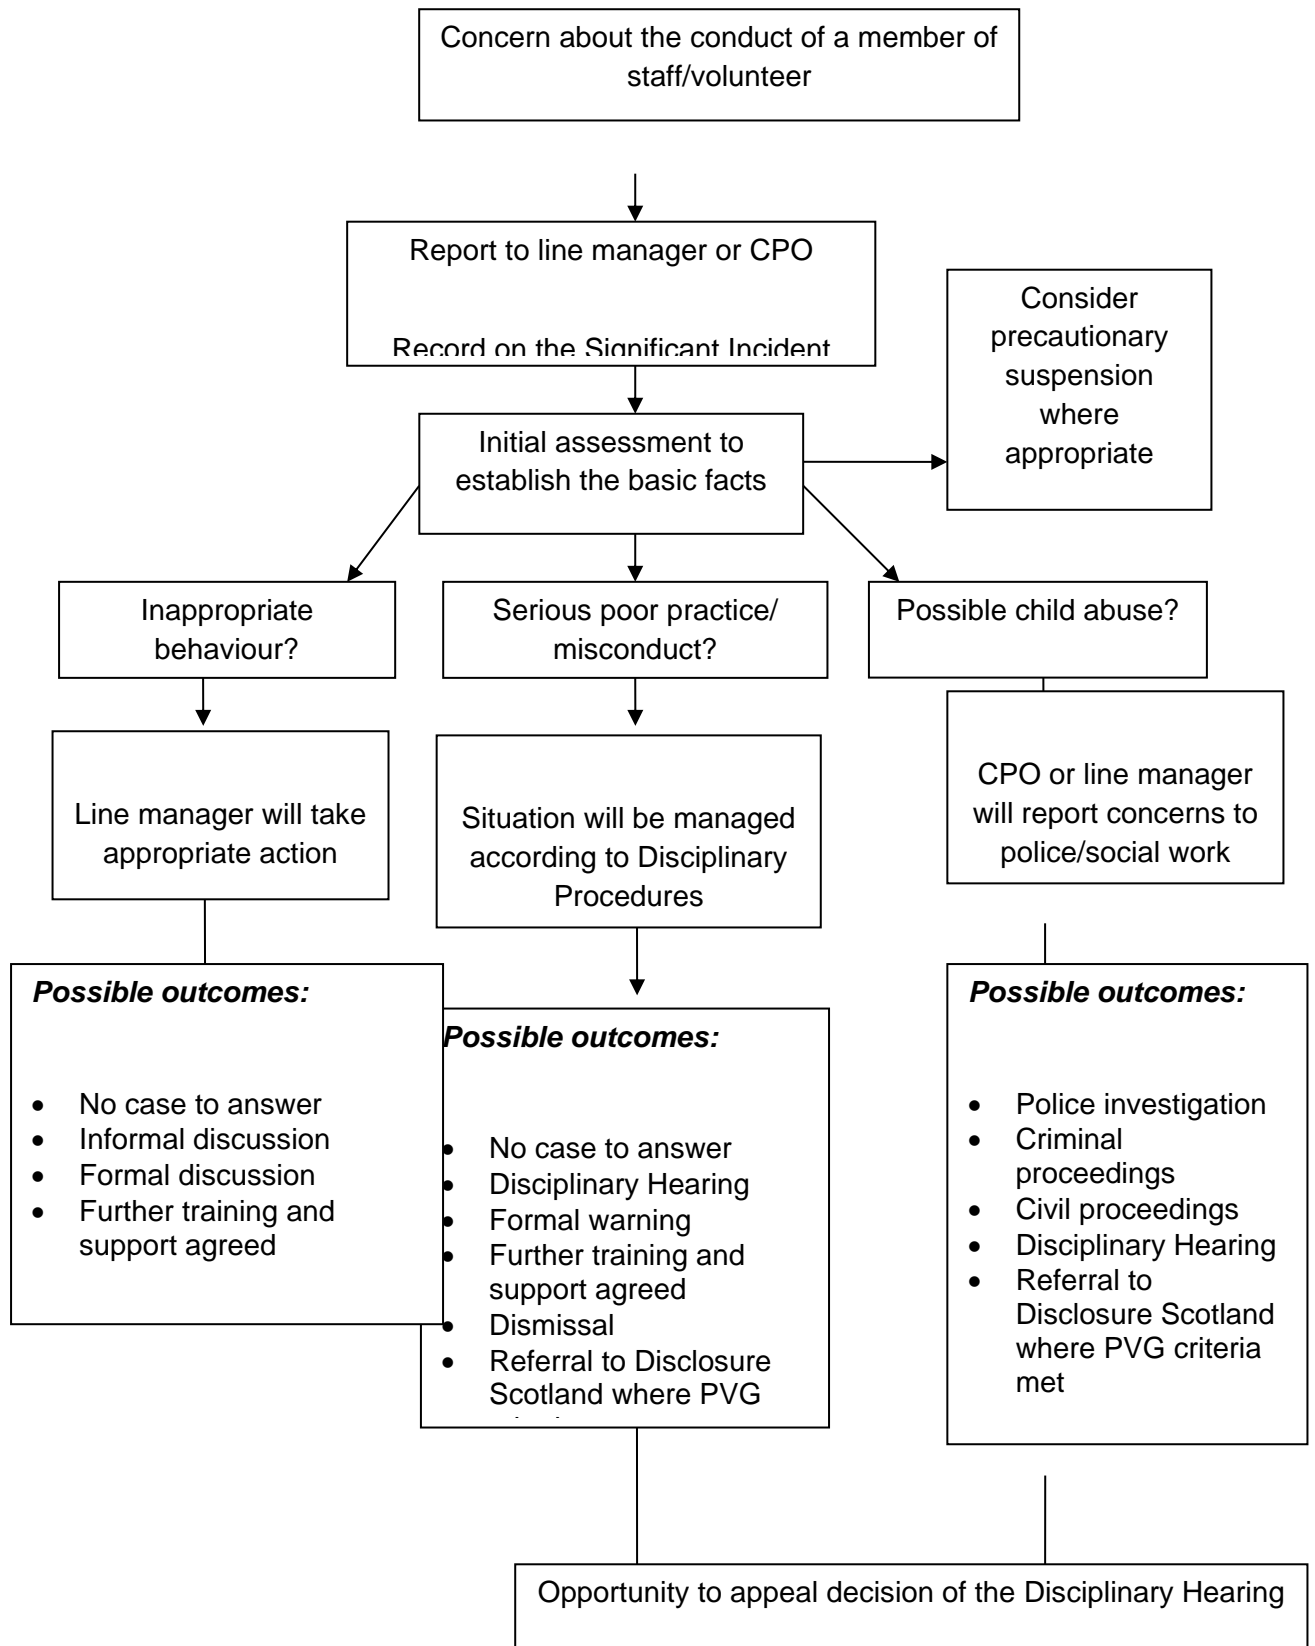 Concern about the conduct of a member of
staff/volunteer
Report to line manager or CPO
Record on the Significant Incident
Consider
precautionary
suspension
where
appropriate
Initial assessment to
establish the basic facts
Inappropriate
behaviour?
Serious poor practice/
misconduct?
Possible child abuse?
Line manager will take
appropriate action
Situation will be managed
according to Disciplinary
Procedures
CPO or line manager
will report concerns to
police/social work
Possible outcomes:
• No case to answer
• Informal discussion
• Formal discussion
• Further training and
support agreed
Possible outcomes:
• No case to answer
• Disciplinary Hearing
• Formal warning
• Further training and
support agreed
• Dismissal
• Referral to Disclosure
Scotland where PVG
Possible outcomes:
• Police investigation
• Criminal
proceedings
• Civil proceedings
• Disciplinary Hearing
• Referral to
Disclosure Scotland
where PVG criteria
met
Opportunity to appeal decision of the Disciplinary Hearing